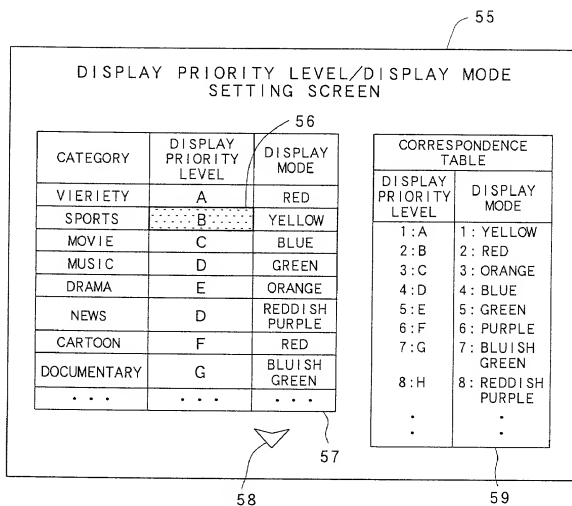 55
DISPLAY PRIORITY LEVEL/DISPLAY MODE
SETTING SCREEN
56
CATEGORY DISPLAY PRIORITY LEVEL DISPLAY MODE
VIERIETY A RED
SPORTS B YELLOW
MOVIE C BLUE
MUSIC D GREEN
DRAMA E ORANGE
NEWS D REDDISH PURPLE
CARTOON F RED
DOCUMENTARY G BLUISH GREEN
... ... ...
57
58
CORRESPONDENCE
TABLE
DISPLAY PRIORITY LEVEL DISPLAY MODE
1:A 1: YELLOW
2:B 2: RED
3:C 3: ORANGE
4:D 4: BLUE
5:E 5: GREEN
6:F 6: PURPLE
7:G 7: BLUISH GREEN
8:H 8: REDDISH PURPLE
. .
. .
59